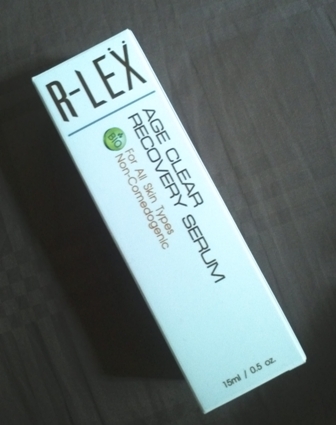 R-LËX
AGE CLEAR
RECOVERY SERUM
BIO
For All Skin Types
Non-Comedogenic
15ml / 0.5 oz.